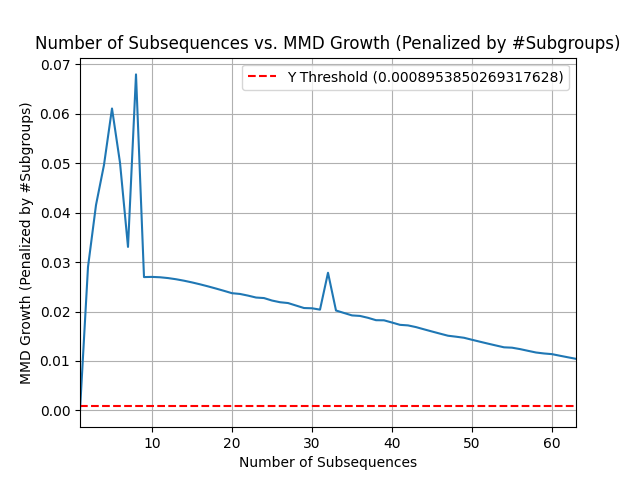 Number of Subsequences vs. MMD Growth (Penalized by #Subgroups)
Y Threshold (0.0008953850269317628)
MMD Growth (Penalized by #Subgroups)
0.07
0.06
0.05
0.04
0.03
0.02
0.01
0.00
10 20 30 40 50 60
Number of Subsequences